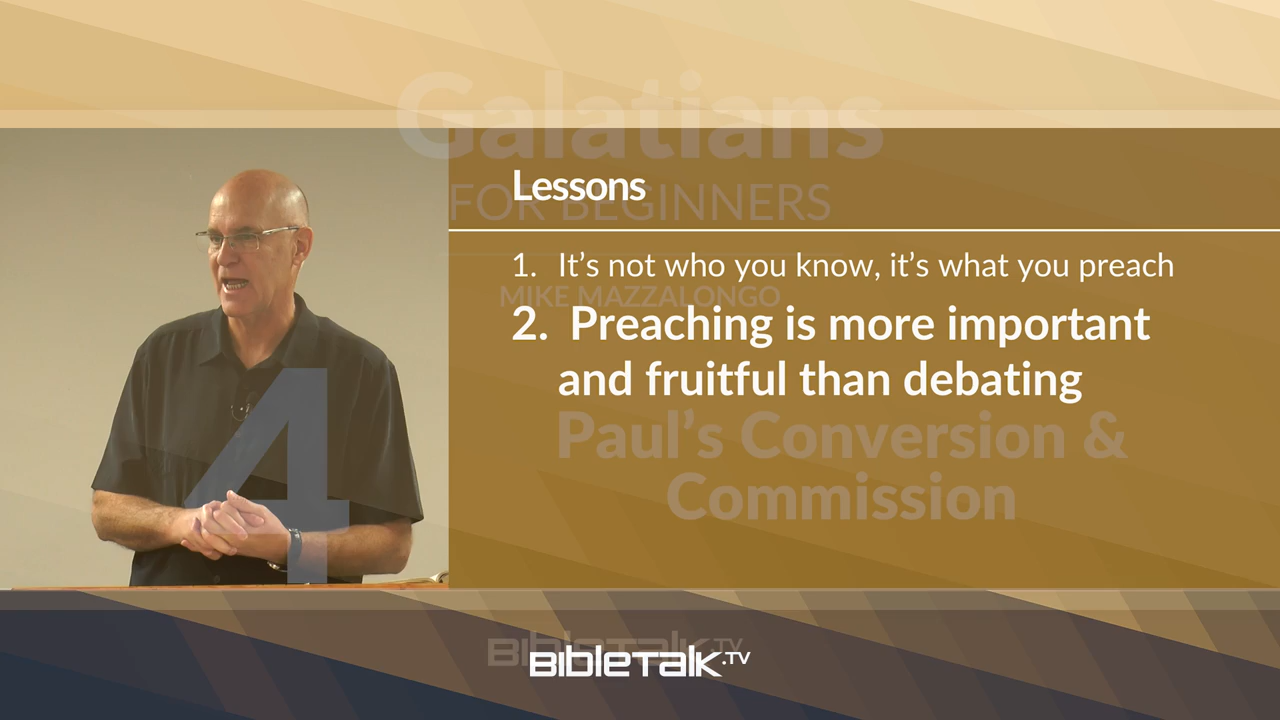 Galatians
Lessons
FOR BEGINNERS
1. It's not who you know, it's what you preach
MIKE MAZZALONGO
2. Preaching is more important
and fruitful than debating
4
Paul's Conversion &
Commission
BibleTalk.TV
BibleTalk.TV